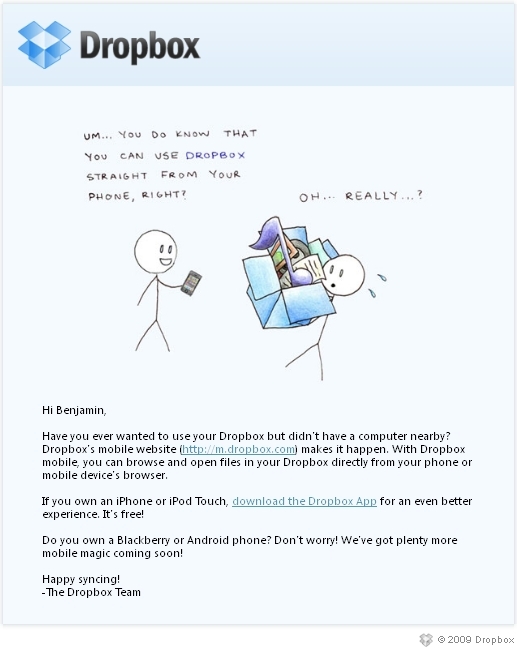 Dropbox
UM... YOU DO KNOW THAT
YOU CAN USE DROPBOX
STRAIGHT FROM YOUR
PHONE, RIGHT?
OH... REALLY...?
Hi Benjamin,
Have you ever wanted to use your Dropbox but didn't have a computer nearby?
Dropbox's mobile website (http://m.dropbox.com) makes it happen. With Dropbox
mobile, you can browse and open files in your Dropbox directly from your phone or
mobile device's browser.
If you own an iPhone or iPod Touch, download the Dropbox App for an even better
experience. It's free!
Do you own a Blackberry or Android phone? Don't worry! We've got plenty more
mobile magic coming soon!
Happy syncing!
-The Dropbox Team
© 2009 Dropbox